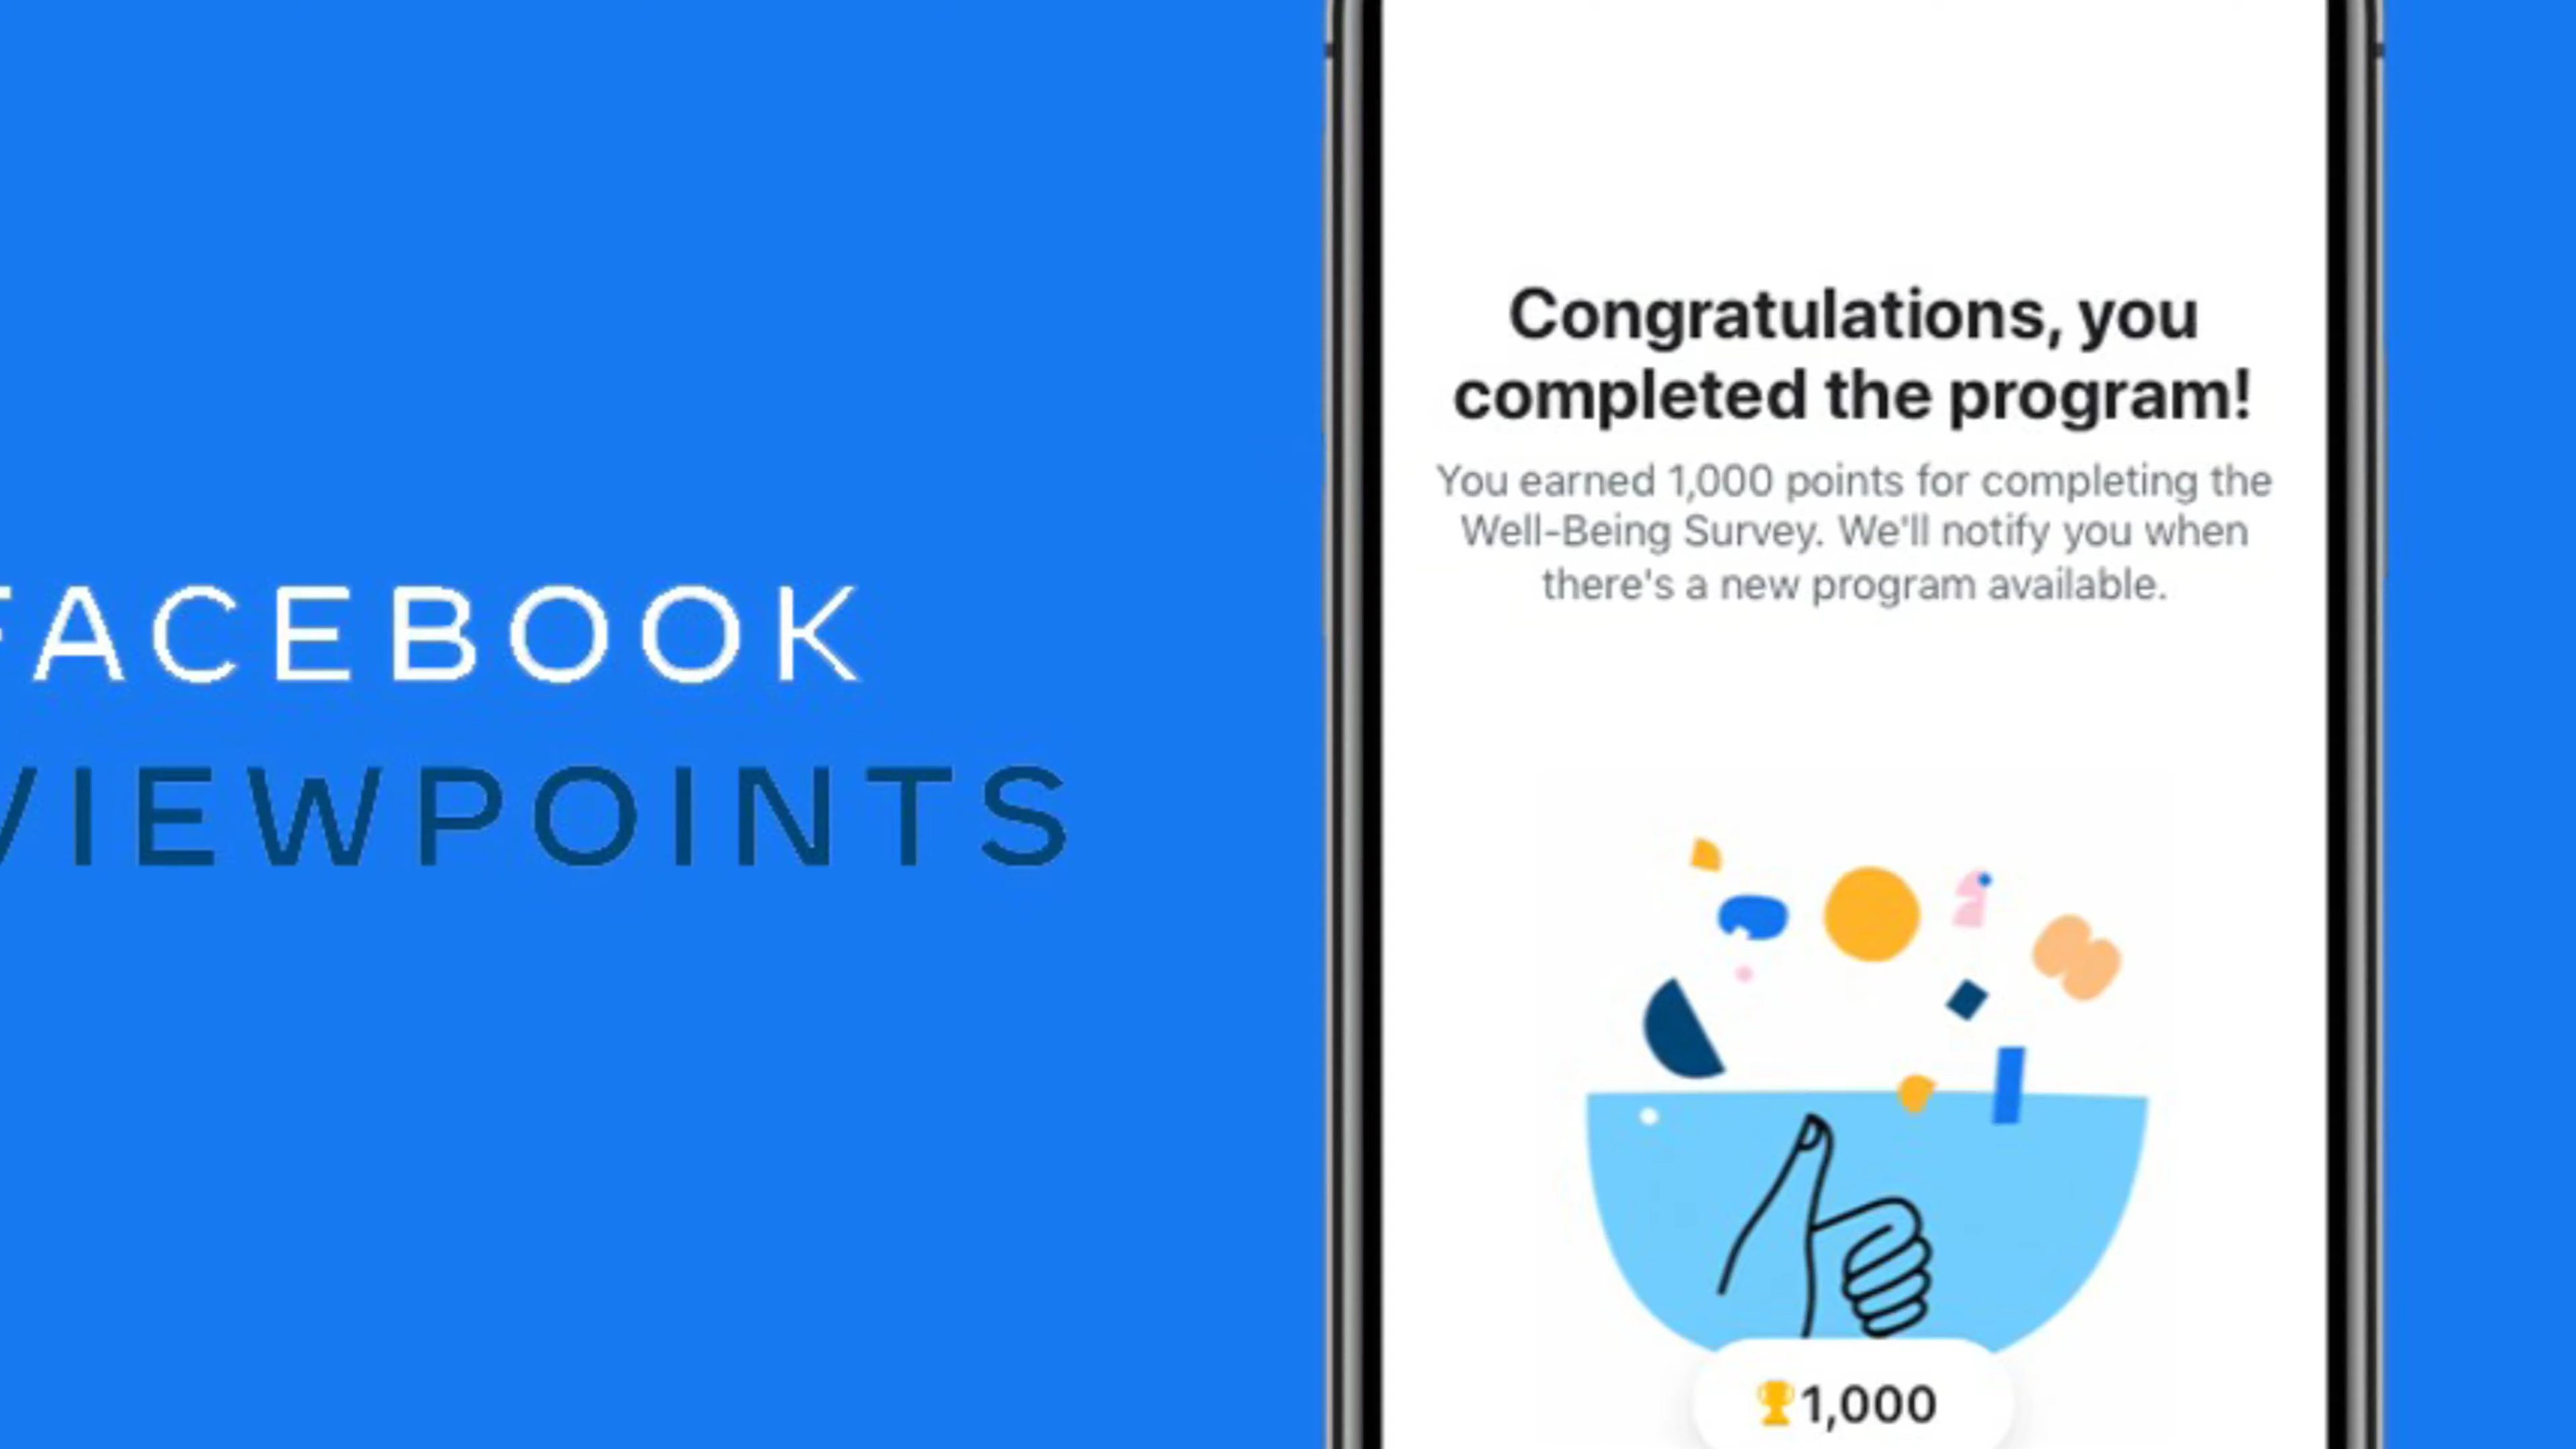 FACEBOOK
VIEWPOINTS
Congratulations, you
completed the program!
You earned 1,000 points for completing the
Well-Being Survey. We'll notify you when
there's a new program available.
1,000